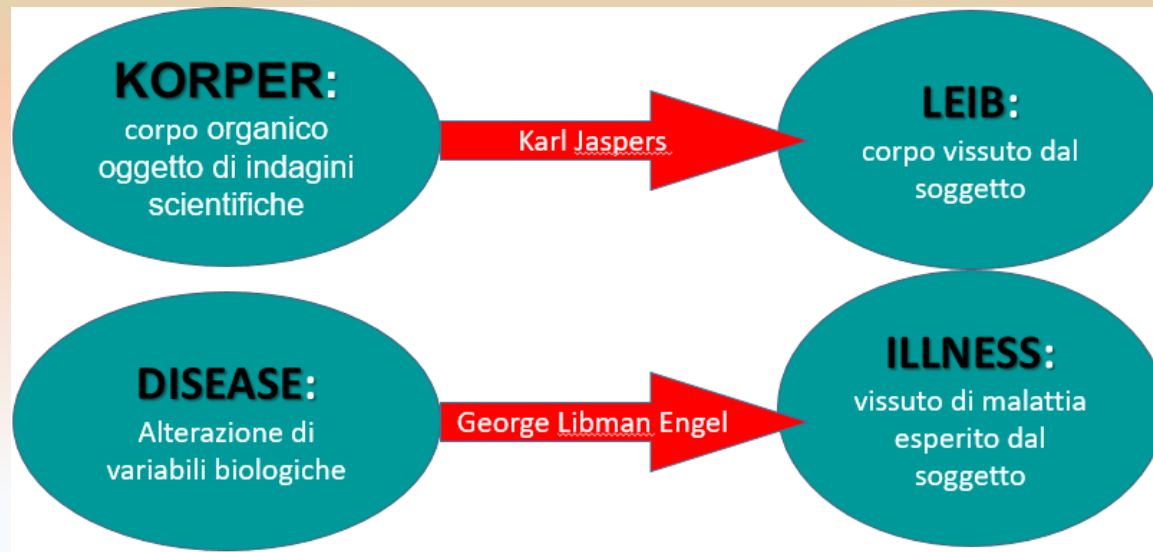 KORPER:
corpo organico
oggetto di indagini
scientifiche
Karl Jaspers
LEIB:
corpo vissuto dal
soggetto
DISEASE:
Alterazione di
variabili biologiche
George Libman Engel
ILLNESS:
vissuto di malattia
esperito dal
soggetto